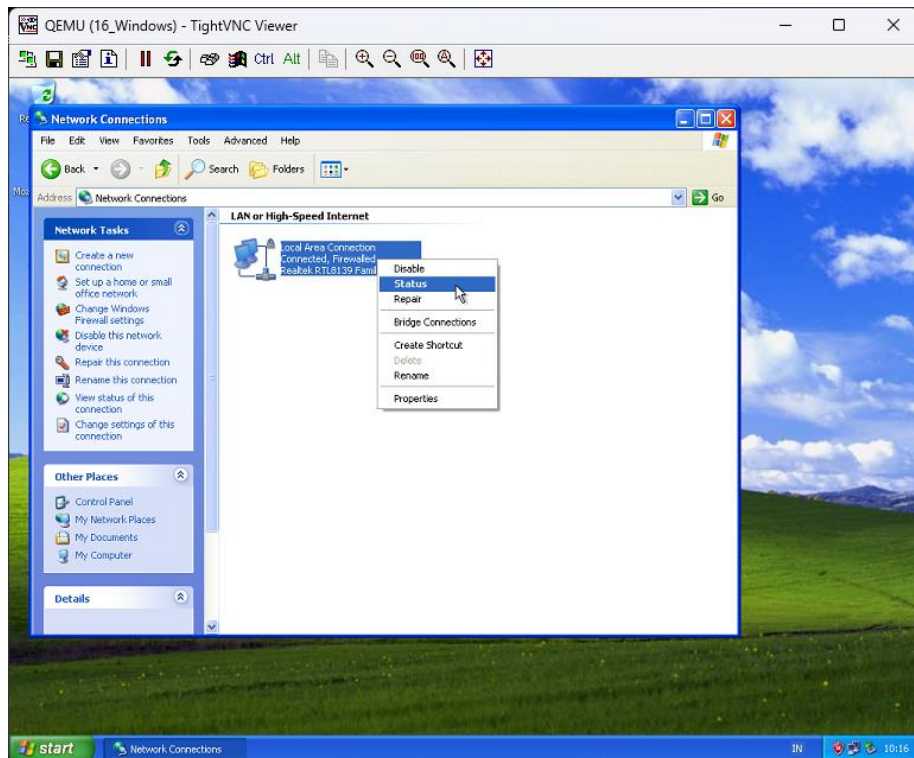 QEMU (16_Windows) - TightVNC Viewer
Ctrl Alt
Network Connections
File Edit View Favorites Tools Advanced Help
Back Search Folders
Address Network Connections Go
Network Tasks
Create a new
connection
Set up a home or small
office network
Change Windows
Firewall settings
Disable this network
device
Repair this connection
Rename this connection
View status of this
connection
Change settings of this
connection
Other Places
Control Panel
My Network Places
My Documents
My Computer
Details
LAN or High-Speed Internet
Local Area Connection
Connected, Firewalled
Realtek RTL8139 Famil
Disable
Status
Repair
Bridge Connections
Create Shortcut
Delete
Rename
Properties
start Network Connections IN 10:16